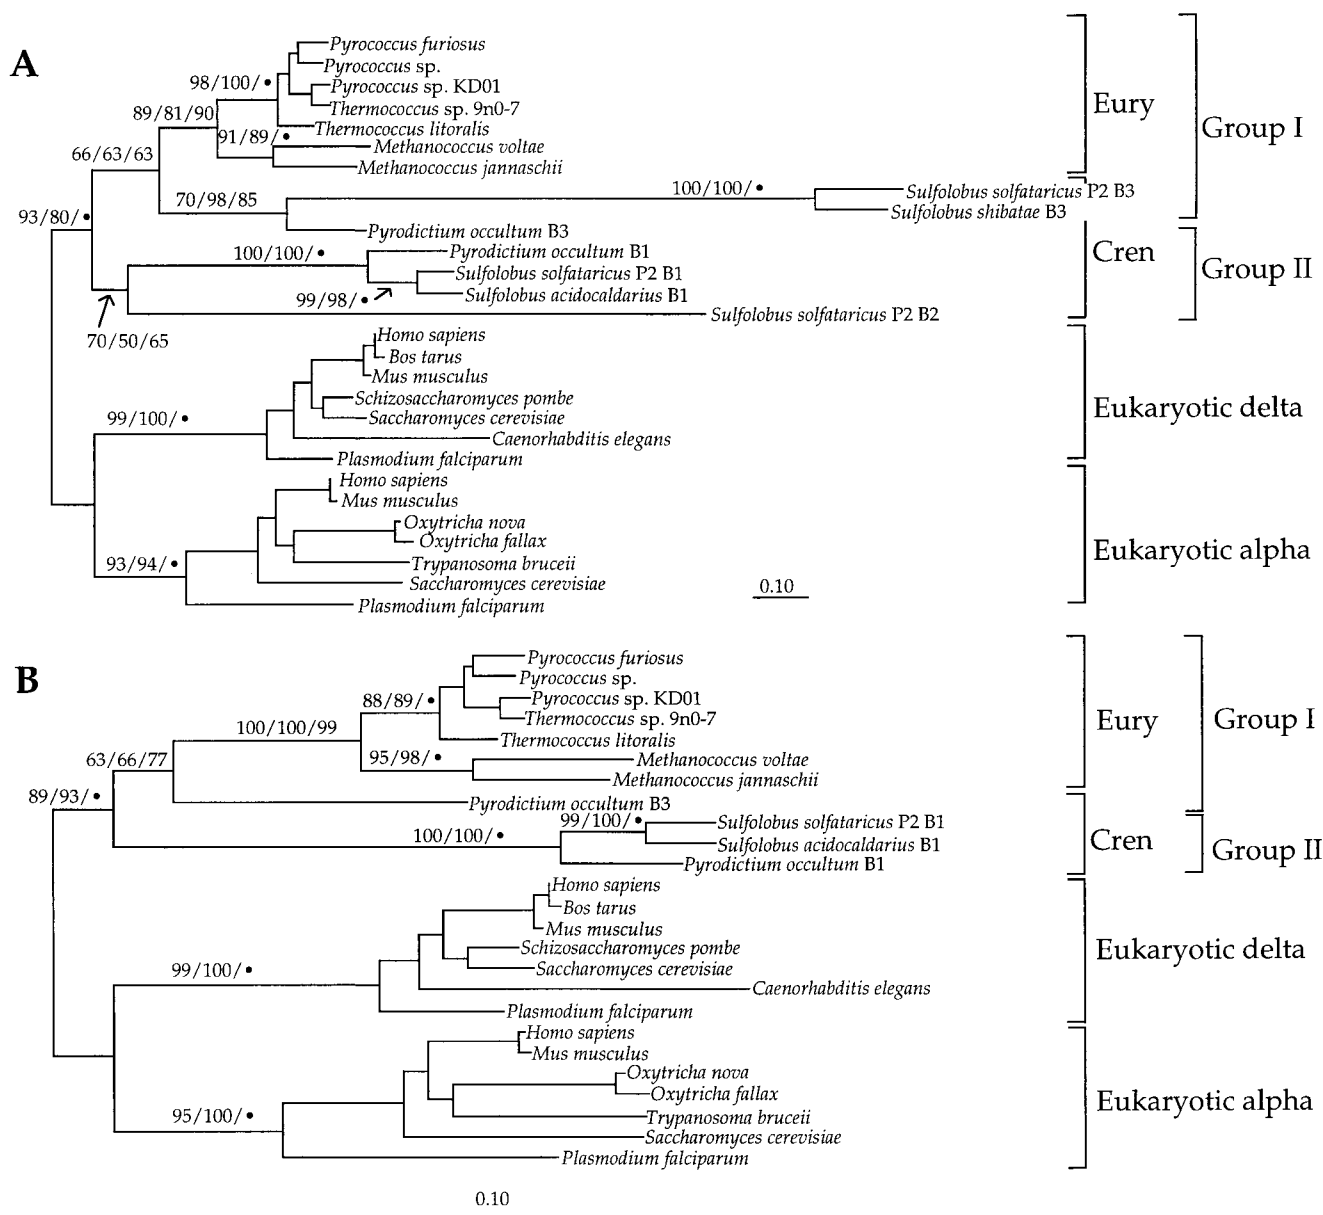 A
Pyrococcus furiosus
Pyrococcus sp.
98/100/•
Pyrococcus sp. KD01
Thermococcus sp. 9n0-7
Eury
89/81/90
Thermococcus litoralis
Group I
91/89/•
Methanococcus voltae
66/63/63
Methanococcus jannaschii
100/100/•
Sulfolobus solfataricus P2 B3
70/98/85
Sulfolobus shibatae B3
93/80/•
Pyrodictium occultum B3
Pyrodictium occultum B1
Cren
100/100/•
Sulfolobus solfataricus P2 B1
Group II
99/98/•
Sulfolobus acidocaldarius B1
Sulfolobus solfataricus P2 B2
70/50/65
Homo sapiens
Bos tarus
Mus musculus
Schizosaccharomyces pombe
Eukaryotic delta
99/100/•
Saccharomyces cerevisiae
Caenorhabditis elegans
Plasmodium falciparum
Homo sapiens
Mus musculus
Oxytricha nova
Oxytricha fallax
Eukaryotic alpha
93/94/•
Trypanosoma bruceii
Saccharomyces cerevisiae
0.10
Plasmodium falciparum
B
Pyrococcus furiosus
Pyrococcus sp.
88/89/•
Pyrococcus sp. KD01
Thermococcus sp. 9n0-7
Eury
Group I
100/100/99
Thermococcus litoralis
63/66/77
95/98/•
Methanococcus voltae
Methanococcus jannaschii
89/93/•
Pyrodictium occultum B3
99/100/•
Sulfolobus solfataricus P2 B1
100/100/•
Sulfolobus acidocaldarius B1
Cren
Group II
Pyrodictium occultum B1
Homo sapiens
Bos tarus
Mus musculus
Schizosaccharomyces pombe
Eukaryotic delta
99/100/•
Saccharomyces cerevisiae
Caenorhabditis elegans
Plasmodium falciparum
Homo sapiens
Mus musculus
Oxytricha nova
Oxytricha fallax
Eukaryotic alpha
95/100/•
Trypanosoma bruceii
Saccharomyces cerevisiae
Plasmodium falciparum
0.10